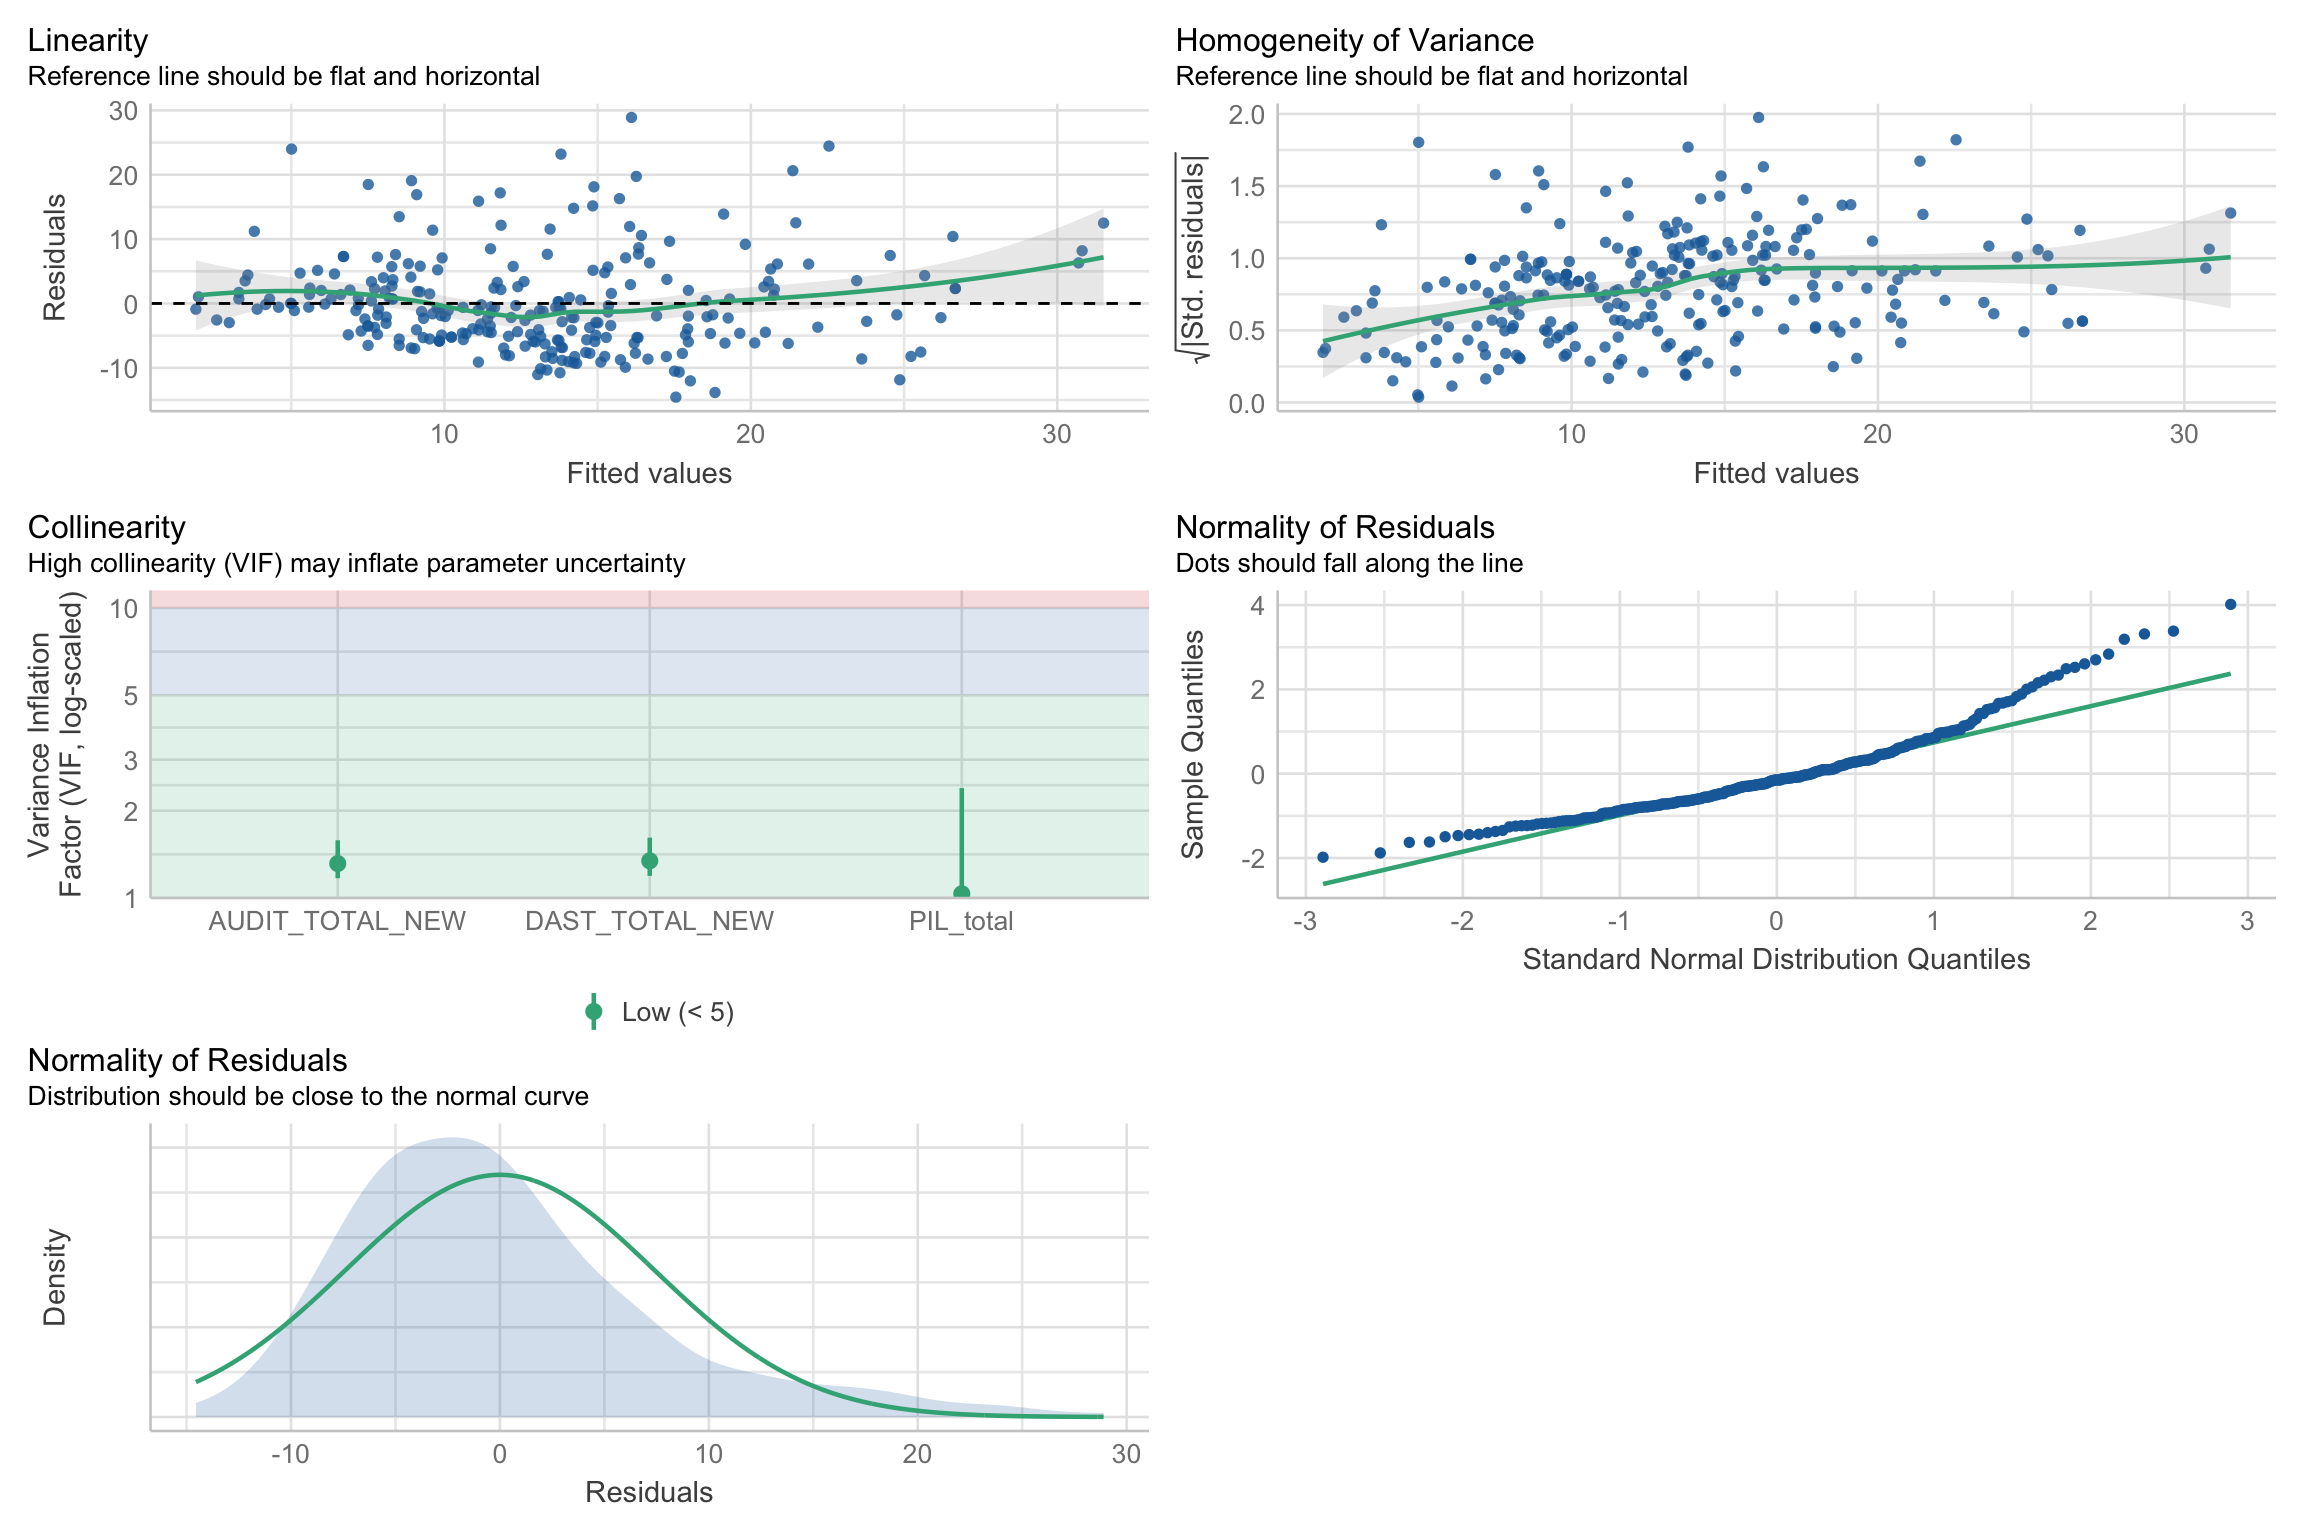 Linearity
Reference line should be flat and horizontal
Residuals
30
20
10
0
-10
10
20
30
Fitted values
Homogeneity of Variance
Reference line should be flat and horizontal
√|Std. residuals|
2.0
1.5
1.0
0.5
0.0
10
20
30
Fitted values
Collinearity
High collinearity (VIF) may inflate parameter uncertainty
Variance Inflation
Factor (VIF, log-scaled)
10
5
3
2
1
AUDIT_TOTAL_NEW
DAST_TOTAL_NEW
PIL_total
Low (< 5)
Normality of Residuals
Dots should fall along the line
Sample Quantiles
4
2
0
-2
-3
-2
-1
0
1
2
3
Standard Normal Distribution Quantiles
Normality of Residuals
Distribution should be close to the normal curve
Density
-10
0
10
20
30
Residuals